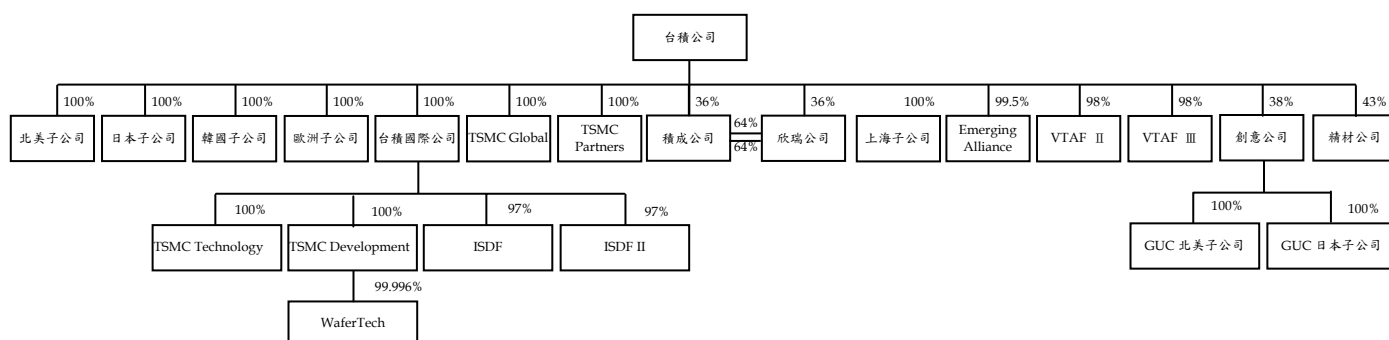 台積公司
100%
100%
100%
100%
100%
100%
100%
36%
36%
100%
99.5%
98%
98%
38%
43%
北美子公司
日本子公司
韓國子公司
歐洲子公司
台積國際公司
TSMC Global
TSMC
Partners
積成公司
64%
64%
欣瑞公司
上海子公司
Emerging
Alliance
VTAF II
VTAF III
創意公司
精材公司
100%
100%
97%
97%
100%
100%
TSMC Technology
TSMC Development
ISDF
ISDF II
GUC 北美子公司
GUC 日本子公司
99.996%
WaferTech